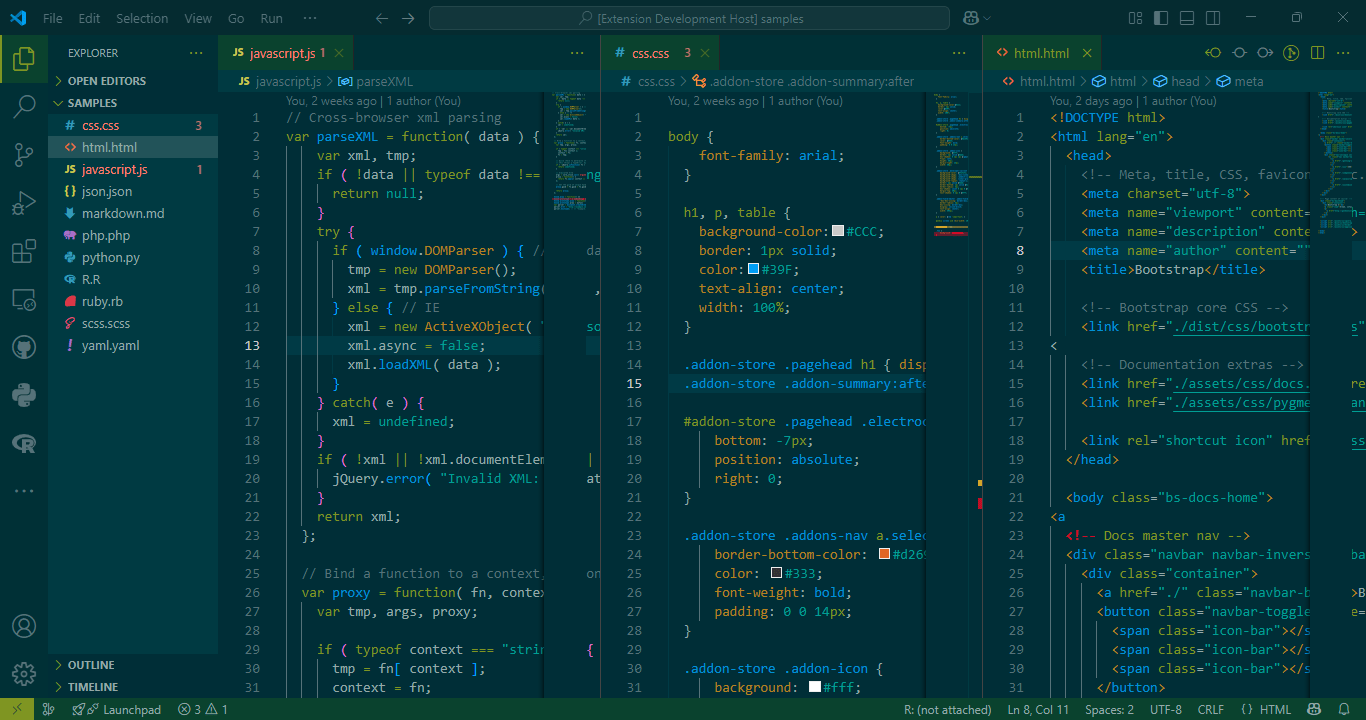 File Edit Selection View Go Run ···
[Extension Development Host] samples
EXPLORER ···
OPEN EDITORS
SAMPLES
# css.css 3
<> html.html
JS javascript.js 1
{} json.json
markdown.md
php.php
python.py
R.R
ruby.rb
scss.scss
! yaml.yaml
OUTLINE
TIMELINE
JS javascript.js 1 ···
JS javascript.js > parseXML
You, 2 weeks ago | 1 author (You)
1 // Cross-browser xml parsing
2 var parseXML = function( data ) {
3 var xml, tmp;
4 if ( !data || typeof data !== ng
5 return null;
6 }
7 try {
8 if ( window.DOMParser ) { // da
9 tmp = new DOMParser();
10 xml = tmp.parseFromString( ,
11 } else { // IE
12 xml = new ActiveXObject( " so
13 xml.async = false;
14 xml.loadXML( data );
15 }
16 } catch( e ) {
17 xml = undefined;
18 }
19 if ( !xml || !xml.documentElem |
20 jQuery.error( "Invalid XML: at
21 }
22 return xml;
23 };
24
25 // Bind a function to a context, on
26 var proxy = function( fn, conte
27 var tmp, args, proxy;
28
29 if ( typeof context === "strin {
30 tmp = fn[ context ];
31 context = fn;
# css.css 3 ···
# css.css > .addon-store .addon-summary:after
You, 2 weeks ago | 1 author (You)
1
2 body {
3 font-family: arial;
4 }
5
6 h1, p, table {
7 background-color: #CCC;
8 border: 1px solid;
9 color: #39F;
10 text-align: center;
11 width: 100%;
12 }
13
14 .addon-store .pagehead h1 { disp
15 .addon-store .addon-summary:afte
16
17 #addon-store .pagehead .electroc
18 bottom: -7px;
19 position: absolute;
20 right: 0;
21 }
22
23 .addon-store .addons-nav a.selec
24 border-bottom-color: #d269
25 color: #333;
26 font-weight: bold;
27 padding: 0 0 14px;
28 }
29
30 .addon-store .addon-icon {
31 background: #fff;
<> html.html ···
<> html.html > html > head > meta
You, 2 days ago | 1 author (You)
1 <!DOCTYPE html>
2 <html lang="en">
3 <head>
4 <!-- Meta, title, CSS, favicon c.
5 <meta charset="utf-8">
6 <meta name="viewport" content= h=
7 <meta name="description" conte >
8 <meta name="author" content=""
9 <title>Bootstrap</title>
10
11 <!-- Bootstrap core CSS -->
12 <link href="./dist/css/bootstr s"
13 <
14 <!-- Documentation extras -->
15 <link href="./assets/css/docs. re
16 <link href="./assets/css/pygme an
17
18 <link rel="shortcut icon" href ss
19 </head>
20
21 <body class="bs-docs-home">
22 <a
23 <!-- Docs master nav -->
24 <div class="navbar navbar-invers ba
25 <div class="container">
26 <a href="./" class="navbar-b >B
27 <button class="navbar-toggle e=
28 <span class="icon-bar"></s
29 <span class="icon-bar"></s
30 <span class="icon-bar"></s
31 </button>
Launchpad 3 1
R: (not attached) Ln 8, Col 11 Spaces: 2 UTF-8 CRLF {} HTML